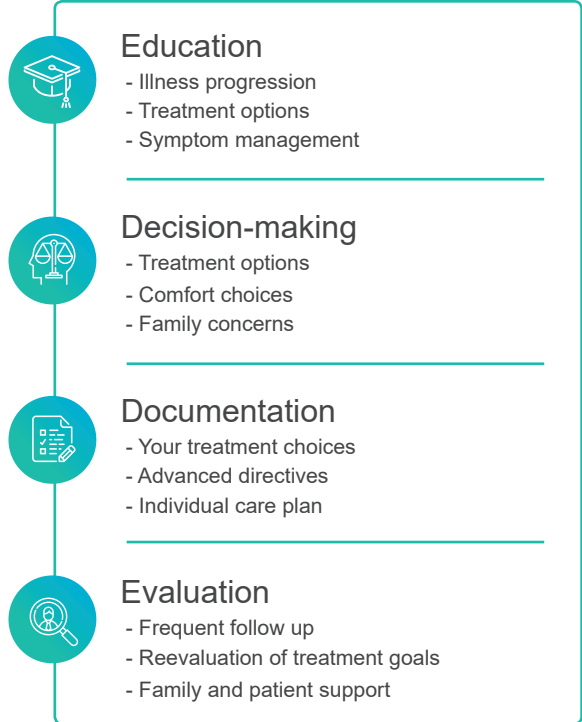 Education
- Illness progression
- Treatment options
- Symptom management
Decision-making
- Treatment options
- Comfort choices
- Family concerns
Documentation
- Your treatment choices
- Advanced directives
- Individual care plan
Evaluation
- Frequent follow up
- Reevaluation of treatment goals
- Family and patient support